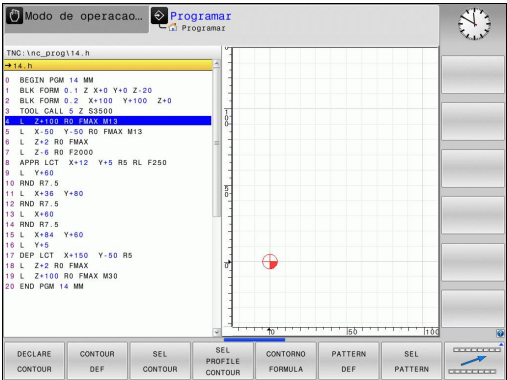 Modo de operacao...
Programar
Programar
TNC:\nc_prog\14.h
→14.h
0 BEGIN PGM 14 MM
1 BLK FORM 0.1 Z X+0 Y+0 Z-20
2 BLK FORM 0.2 X+100 Y+100 Z+0
3 TOOL CALL 5 Z S3500
4 L Z+100 R0 FMAX M13
5 L X-50 Y-50 R0 FMAX M13
6 L Z+2 R0 FMAX
7 L Z-6 R0 F2000
8 APPR LCT X+12 Y+5 R5 RL F250
9 L Y+60
10 RND R7.5
11 L X+36 Y+80
12 RND R7.5
13 L X+60
14 RND R7.5
15 L X+84 Y+60
16 L Y+5
17 DEP LCT X+150 Y-50 R5
18 L Z+2 R0 FMAX
19 L Z+100 R0 FMAX M30
20 END PGM 14 MM
100
50
0
0 50 100
DECLARE CONTOUR
CONTOUR DEF
SEL CONTOUR
SEL PROFILE CONTOUR
CONTORNO FORMULA
PATTERN DEF
SEL PATTERN